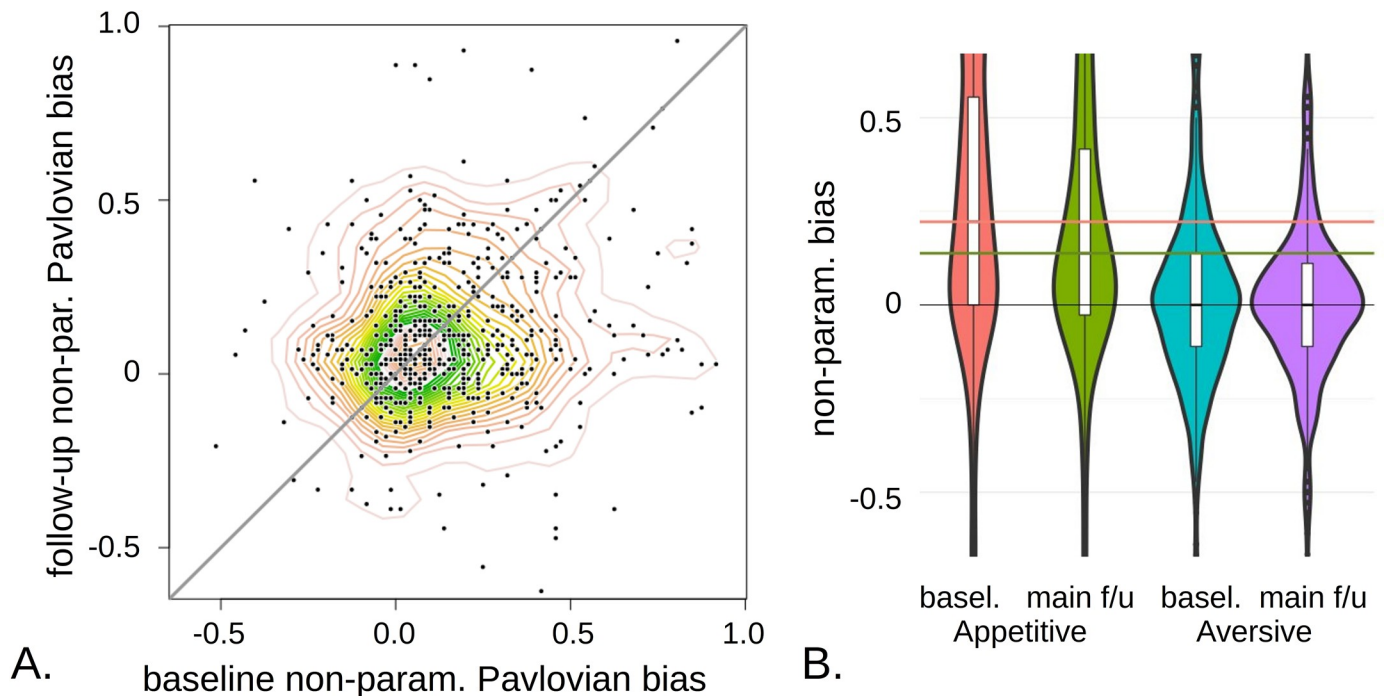 1.0
0.5
0
-0.5
follow-up non-par. Pavlovian bias
-0.5
0.0
0.5
1.0
baseline non-param. Pavlovian bias
A.
0.5
0
-0.5
non-param. bias
basel. main f/u basel. main f/u
Appetitive Aversive
B.